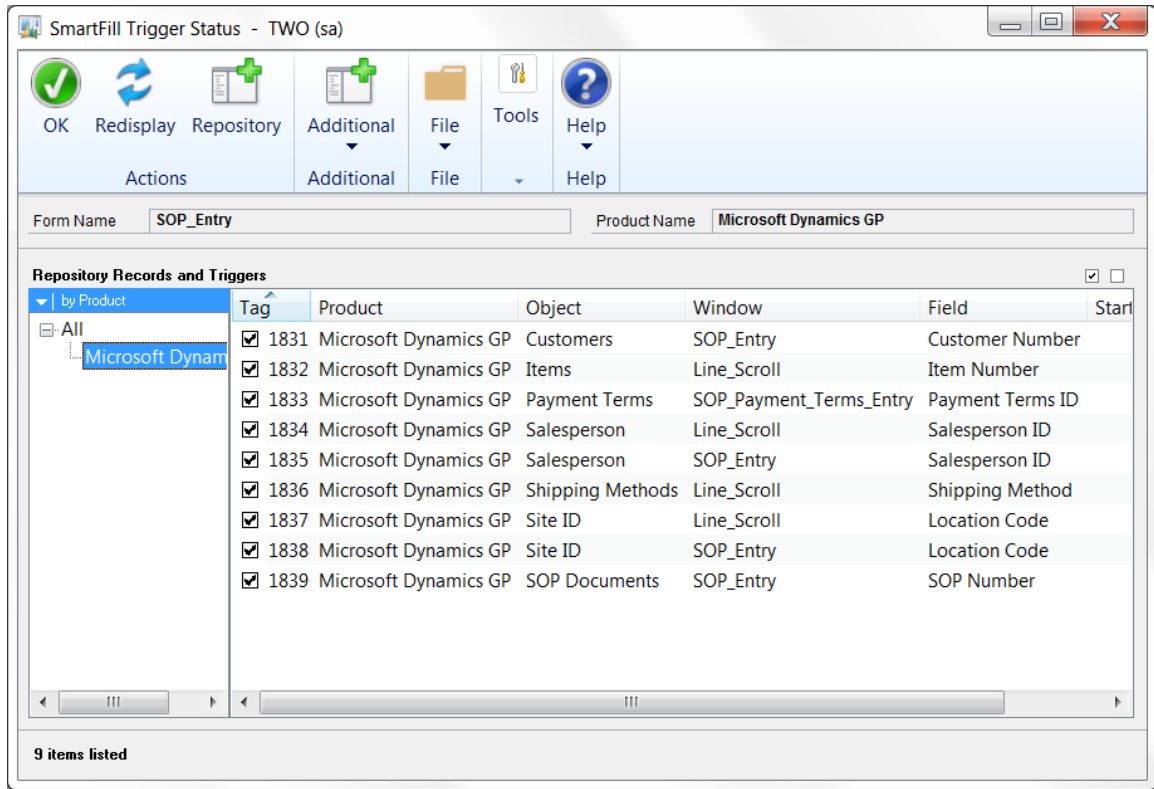 SmartFill Trigger Status - TWO (sa)
OK Redisplay Repository Additional File Tools Help
Actions Additional File Help
Form Name SOP_Entry Product Name Microsoft Dynamics GP
Repository Records and Triggers
by Product
All
Microsoft Dynam
Tag Product Object Window Field Start
1831 Microsoft Dynamics GP Customers SOP_Entry Customer Number
1832 Microsoft Dynamics GP Items Line_Scroll Item Number
1833 Microsoft Dynamics GP Payment Terms SOP_Payment_Terms_Entry Payment Terms ID
1834 Microsoft Dynamics GP Salesperson Line_Scroll Salesperson ID
1835 Microsoft Dynamics GP Salesperson SOP_Entry Salesperson ID
1836 Microsoft Dynamics GP Shipping Methods Line_Scroll Shipping Method
1837 Microsoft Dynamics GP Site ID Line_Scroll Location Code
1838 Microsoft Dynamics GP Site ID SOP_Entry Location Code
1839 Microsoft Dynamics GP SOP Documents SOP_Entry SOP Number
9 items listed